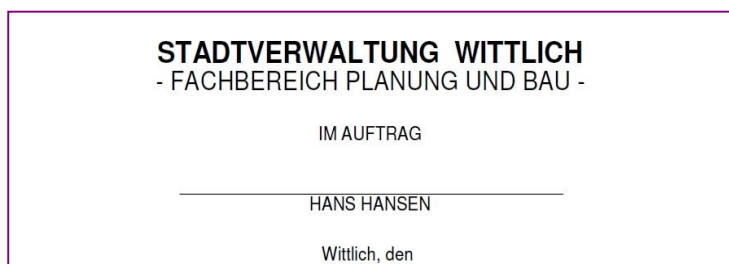 STADTVERWALTUNG WITTLICH
- FACHBEREICH PLANUNG UND BAU -
IM AUFTRAG
HANS HANSEN
Wittlich, den